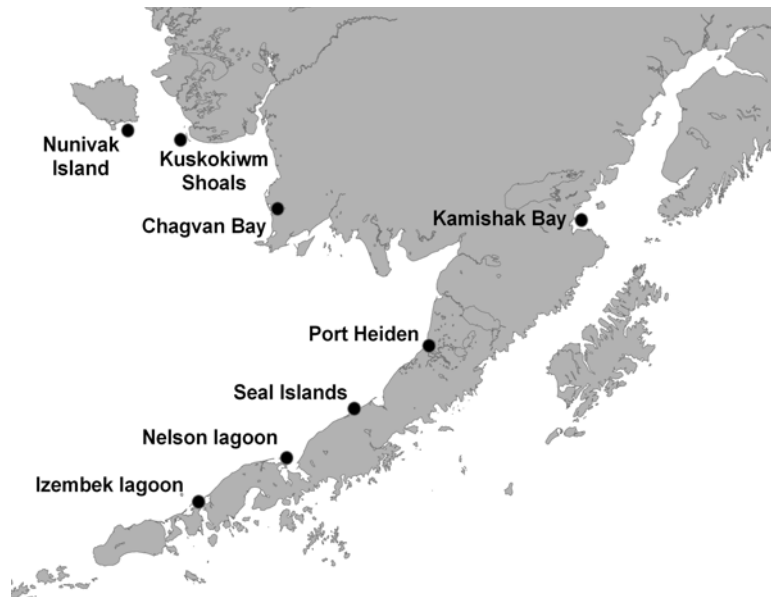 Nunivak
Island
Kuskokiwm
Shoals
Chagvan Bay
Kamishak Bay
Port Heiden
Seal Islands
Nelson lagoon
Izembek lagoon